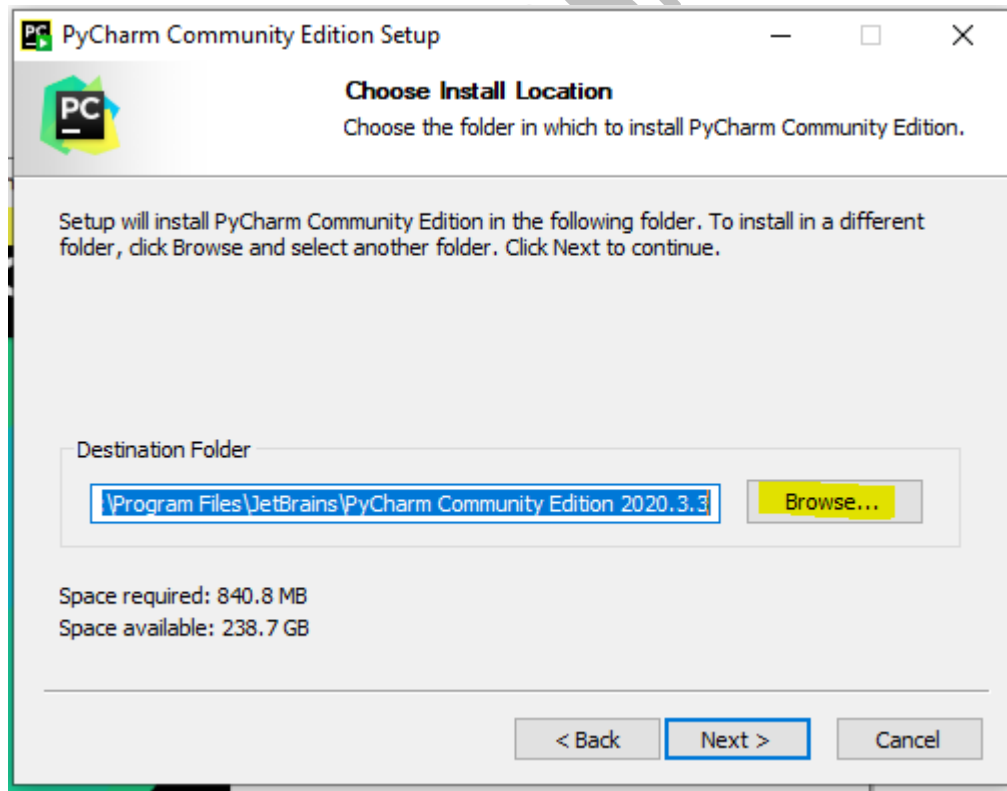 PyCharm Community Edition Setup
PC
Choose Install Location
Choose the folder in which to install PyCharm Community Edition.
Setup will install PyCharm Community Edition in the following folder. To install in a different
folder, click Browse and select another folder. Click Next to continue.
Destination Folder
:\Program Files\JetBrains\PyCharm Community Edition 2020.3.3
Browse...
Space required: 840.8 MB
Space available: 238.7 GB
< Back
Next >
Cancel